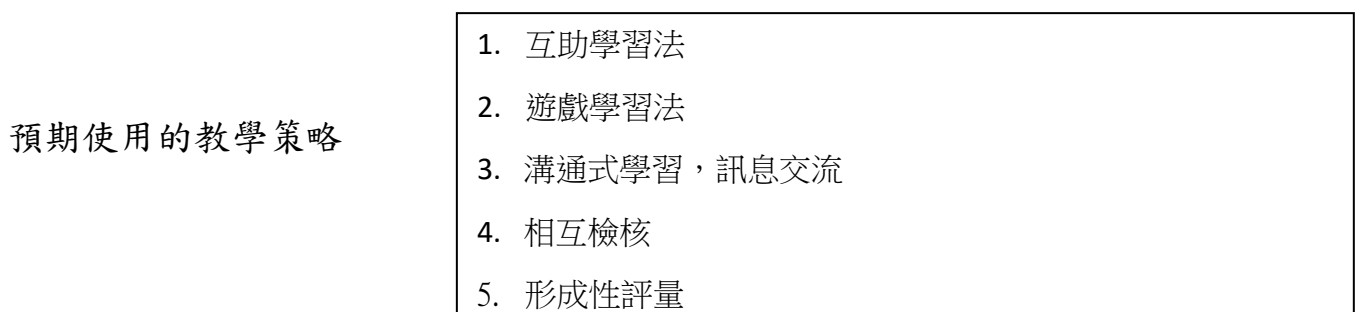 預期使用的教學策略
1. 互助學習法
2. 遊戲學習法
3. 溝通式學習，訊息交流
4. 相互檢核
5. 形成性評量